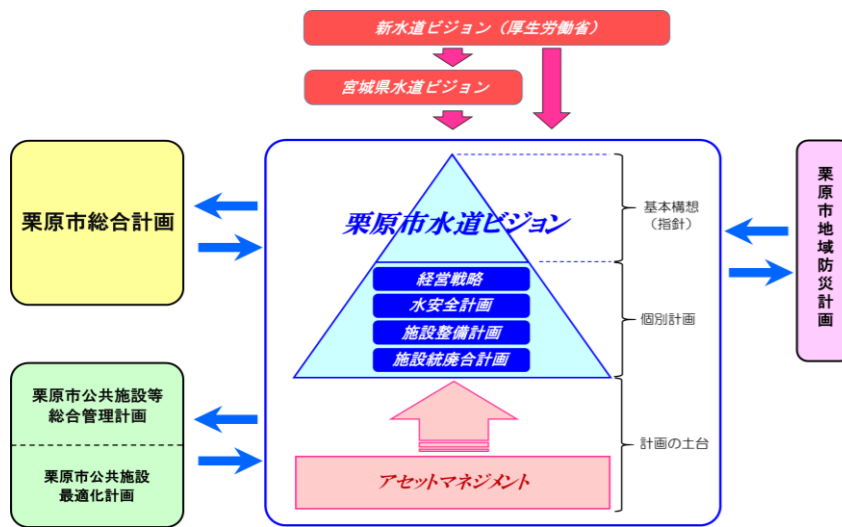 新水道ビジョン（厚生労働省）
宮城県水道ビジョン
栗原市総合計画
栗原市水道ビジョン
経営戦略
水安全計画
施設整備計画
施設統廃合計画
基本構想
（指針）
個別計画
計画の土台
栗原市地域防災計画
栗原市公共施設等
総合管理計画
栗原市公共施設
最適化計画
アセットマネジメント